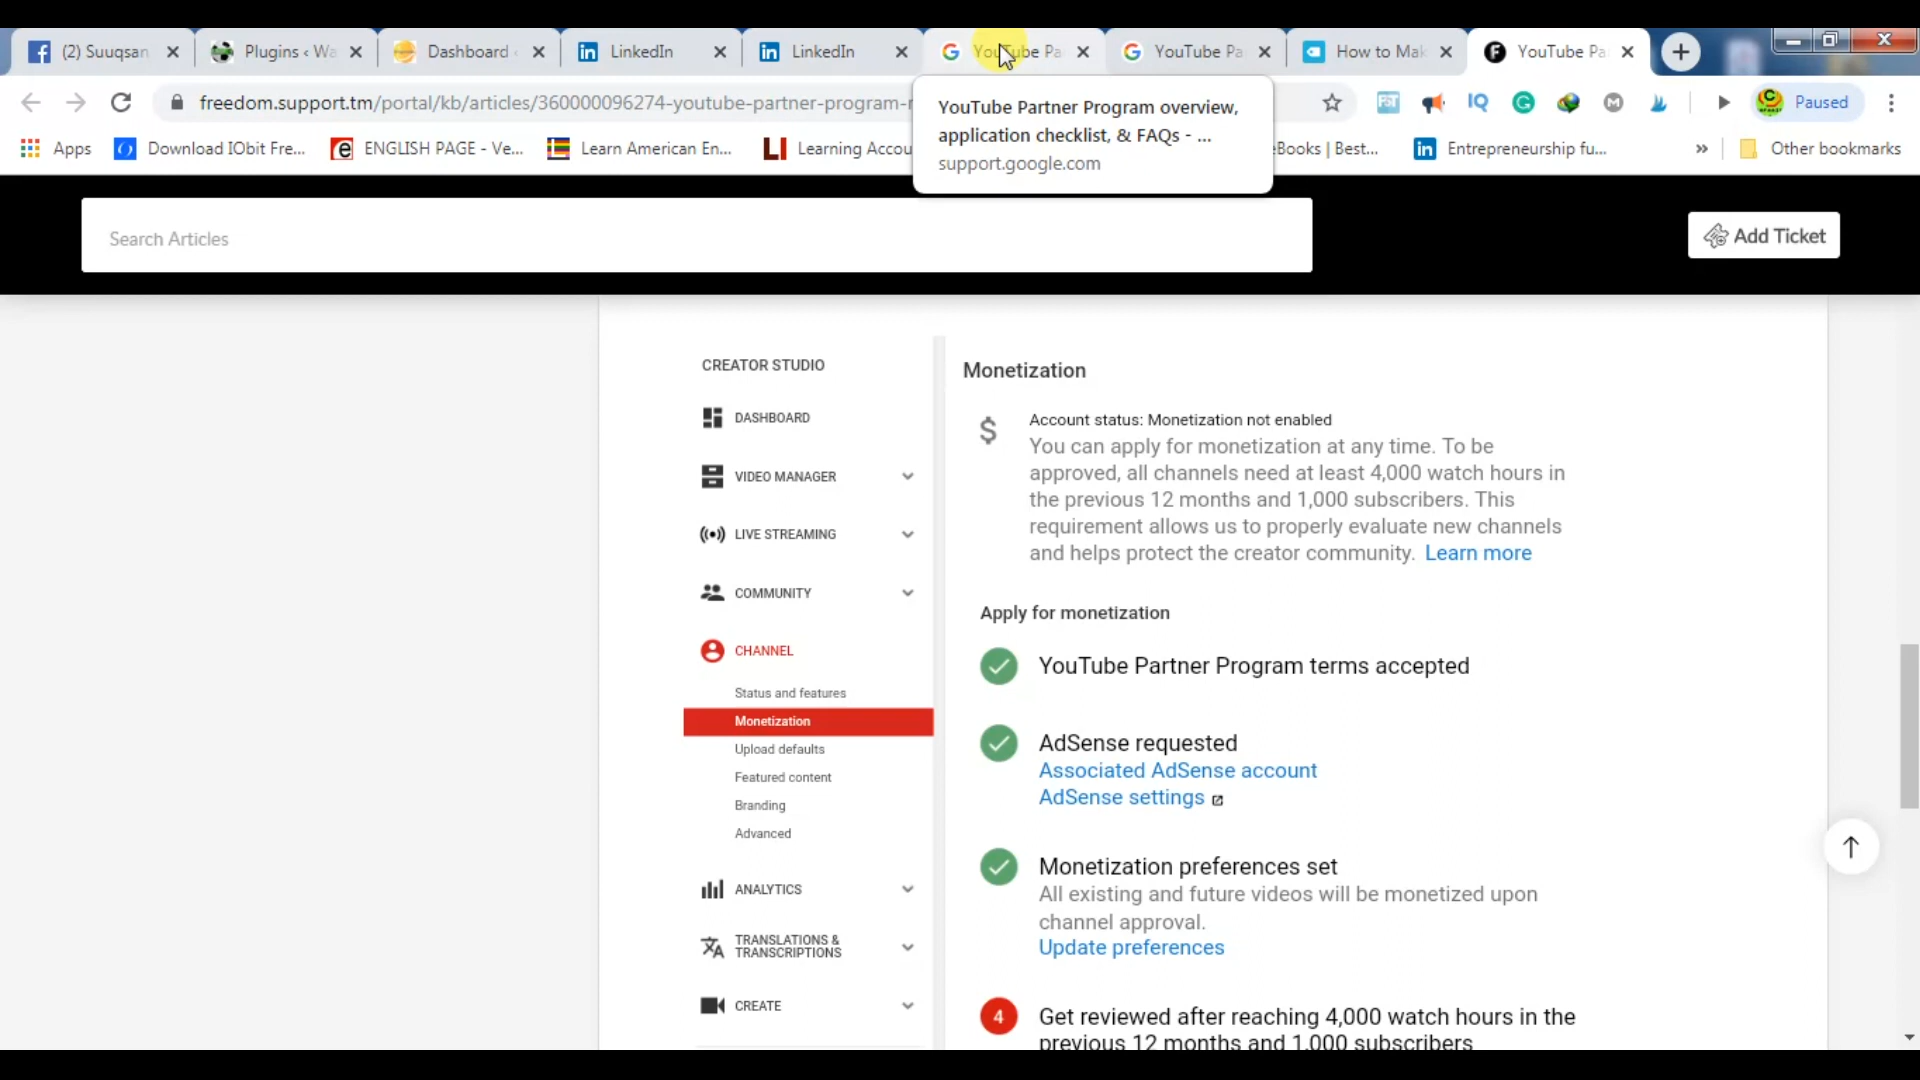 (2) Suuqsan
Plugins ‹ Wa
Dashboard ‹
LinkedIn
LinkedIn
YouTube Pa
YouTube Pa
How to Mak
YouTube Pa
freedom.support.tm/portal/kb/articles/360000096274-youtube-partner-program-r
Paused
YouTube Partner Program overview,
application checklist, & FAQs - ...
support.google.com
Apps
Download IObit Fre...
ENGLISH PAGE - Ve...
Learn American En...
Learning Accou
eBooks | Best...
Entrepreneurship fu...
»
Other bookmarks
Search Articles
Add Ticket
CREATOR STUDIO
DASHBOARD
VIDEO MANAGER
LIVE STREAMING
COMMUNITY
CHANNEL
Status and features
Monetization
Upload defaults
Featured content
Branding
Advanced
ANALYTICS
TRANSLATIONS &
TRANSCRIPTIONS
CREATE
Monetization
Account status: Monetization not enabled
You can apply for monetization at any time. To be
approved, all channels need at least 4,000 watch hours in
the previous 12 months and 1,000 subscribers. This
requirement allows us to properly evaluate new channels
and helps protect the creator community. Learn more
Apply for monetization
YouTube Partner Program terms accepted
AdSense requested
Associated AdSense account
AdSense settings
Monetization preferences set
All existing and future videos will be monetized upon
channel approval.
Update preferences
4
Get reviewed after reaching 4,000 watch hours in the
previous 12 months and 1,000 subscribers